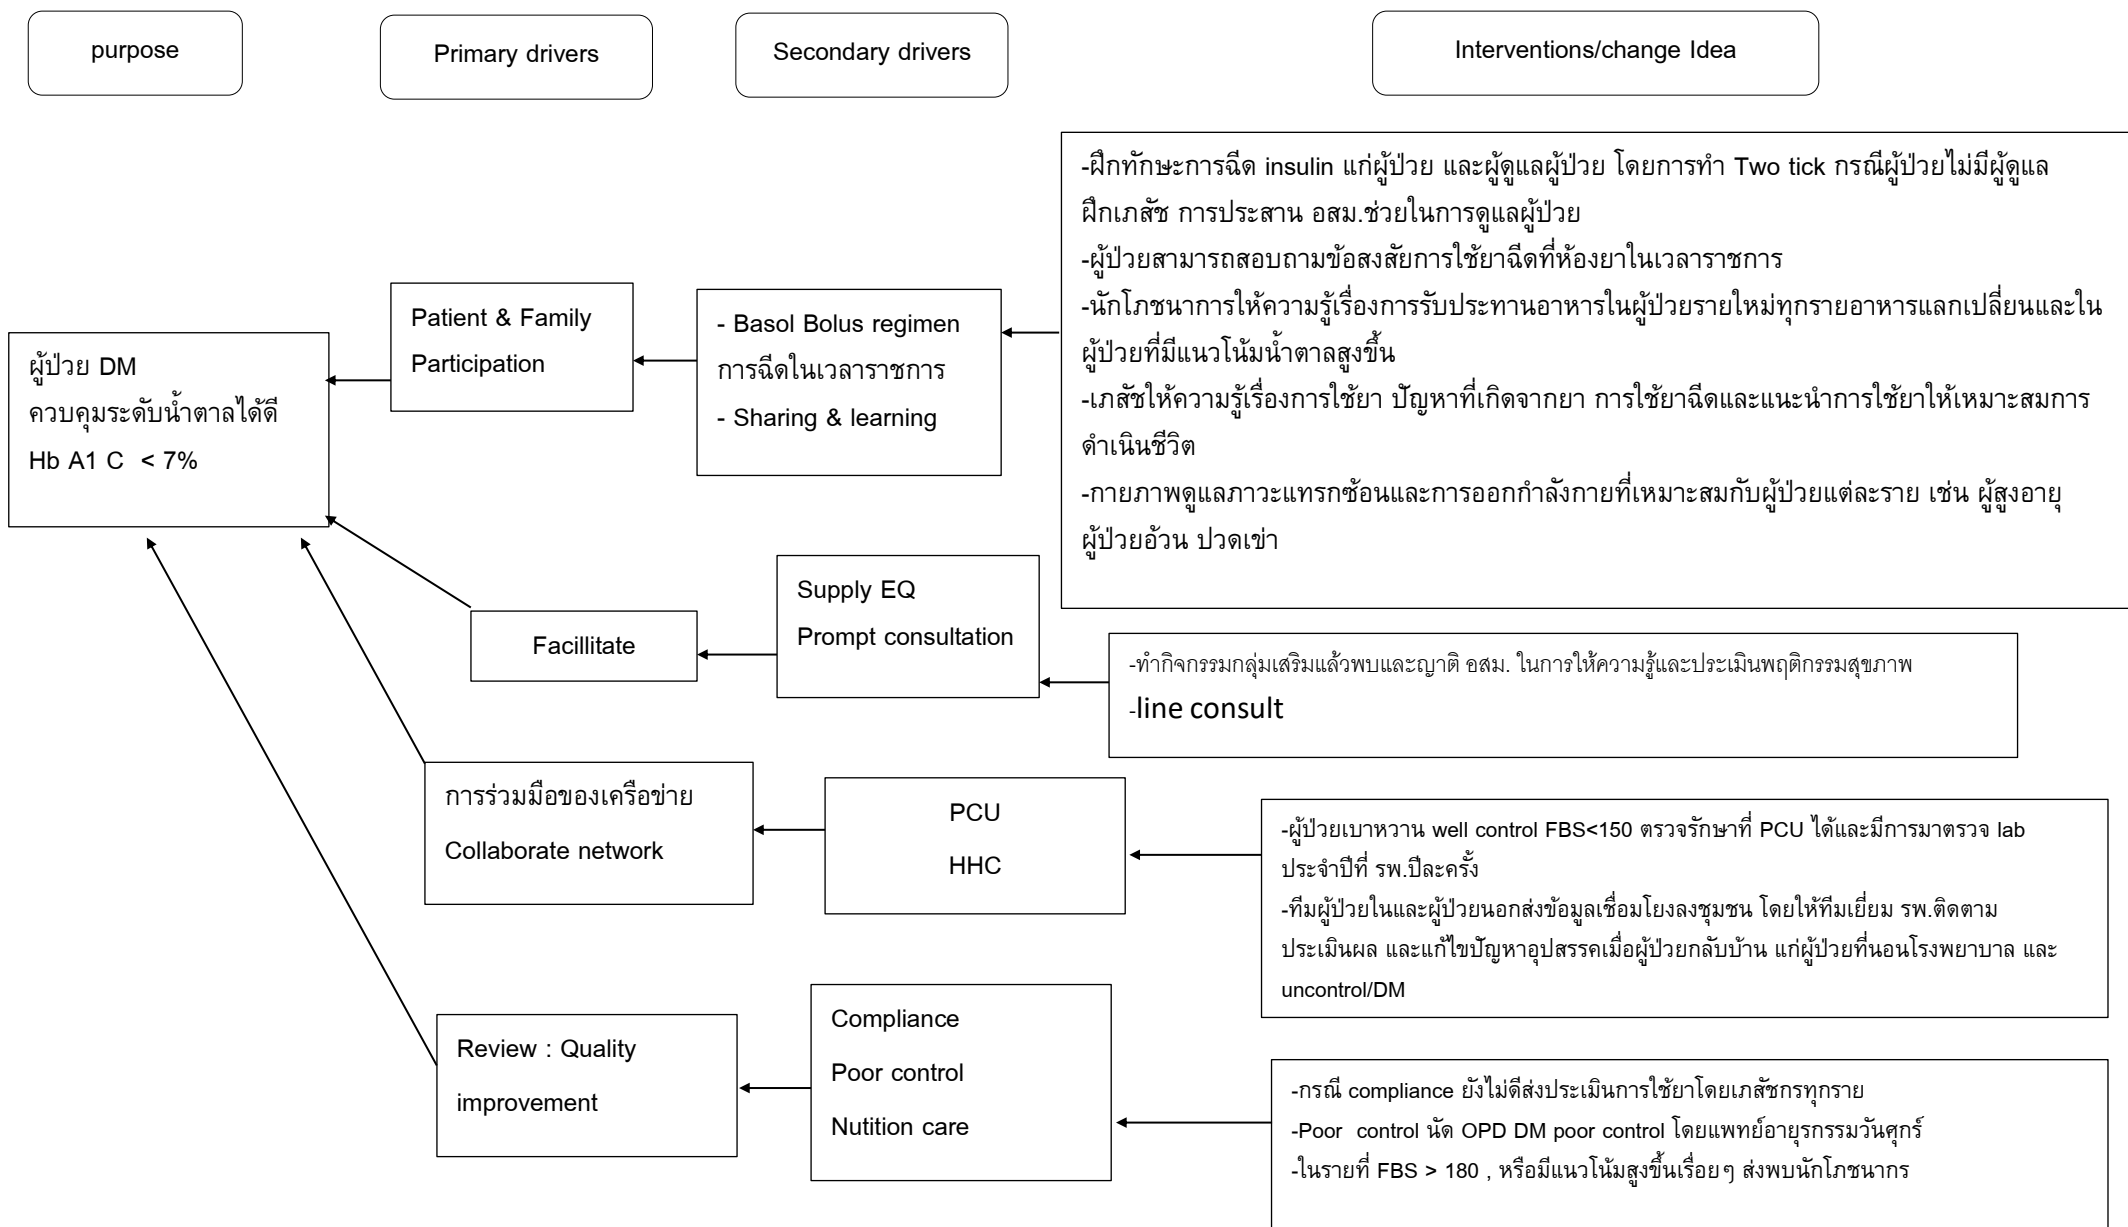 purpose
Primary drivers
Secondary drivers
Interventions/change Idea
ผู้ป่วย DM
ควบคุมระดับน้ำตาลได้ดี
Hb A1 C < 7%
Patient & Family
Participation
- Basol Bolus regimen
การฉีดในเวลาราชการ
- Sharing & learning
-ฝึกทักษะการฉีด insulin แก่ผู้ป่วย และผู้ดูแลผู้ป่วย โดยการทำ Two tick กรณีผู้ป่วยไม่มีผู้ดูแล
ฝึกเภสัช การประสาน อสม.ช่วยในการดูแลผู้ป่วย
-ผู้ป่วยสามารถสอบถามข้อสงสัยการใช้ยาฉีดที่ห้องยาในเวลาราชการ
-นักโภชนาการให้ความรู้เรื่องการรับประทานอาหารในผู้ป่วยรายใหม่ทุกรายอาหารแลกเปลี่ยนและใน
ผู้ป่วยที่มีแนวโน้มน้ำตาลสูงขึ้น
-เภสัชให้ความรู้เรื่องการใช้ยา ปัญหาที่เกิดจากยา การใช้ยาฉีดและแนะนำการใช้ยาให้เหมาะสมการ
ดำเนินชีวิต
-กายภาพดูแลภาวะแทรกซ้อนและการออกกำลังกายที่เหมาะสมกับผู้ป่วยแต่ละราย เช่น ผู้สูงอายุ
ผู้ป่วยอ้วน ปวดเข่า
Facillitate
Supply EQ
Prompt consultation
-ทำกิจกรรมกลุ่มเสริมแล้วพบและญาติ อสม. ในการให้ความรู้และประเมินพฤติกรรมสุขภาพ
-line consult
การร่วมมือของเครือข่าย
Collaborate network
PCU
HHC
-ผู้ป่วยเบาหวาน well control FBS<150 ตรวจรักษาที่ PCU ได้และมีการมาตรวจ lab
ประจำปีที่ รพ.ปีละครั้ง
-ทีมผู้ป่วยในและผู้ป่วยนอกส่งข้อมูลเชื่อมโยงลงชุมชน โดยให้ทีมเยี่ยม รพ.ติดตาม
ประเมินผล และแก้ไขปัญหาอุปสรรคเมื่อผู้ป่วยกลับบ้าน แก่ผู้ป่วยที่นอนโรงพยาบาล และ
uncontrol/DM
Review : Quality
improvement
Compliance
Poor control
Nutition care
-กรณี compliance ยังไม่ดีส่งประเมินการใช้ยาโดยเภสัชกรทุกราย
-Poor control นัด OPD DM poor control โดยแพทย์อายุรกรรมวันศุกร์
-ในรายที่ FBS > 180 , หรือมีแนวโน้มสูงขึ้นเรื่อยๆ ส่งพบนักโภชนากร